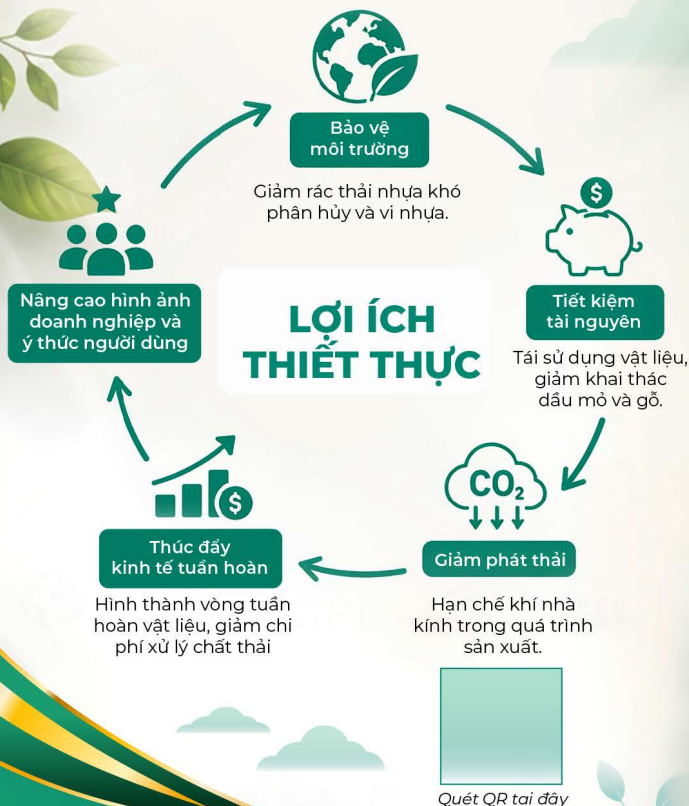 Bảo vệ
môi trường
Giảm rác thải nhựa khó
phân hủy và vi nhựa.
$
Tiết kiệm
tài nguyên
Tái sử dụng vật liệu,
giảm khai thác
dầu mỏ và gỗ.
Nâng cao hình ảnh
doanh nghiệp và
ý thức người dùng
LỢI ÍCH
THIẾT THỰC
CO₂
Giảm phát thải
Hạn chế khí nhà
kính trong quá trình
sản xuất.
$
Thúc đẩy
kinh tế tuần hoàn
Hình thành vòng tuần
hoàn vật liệu, giảm chi
phí xử lý chất thải
Quét QR tại đây